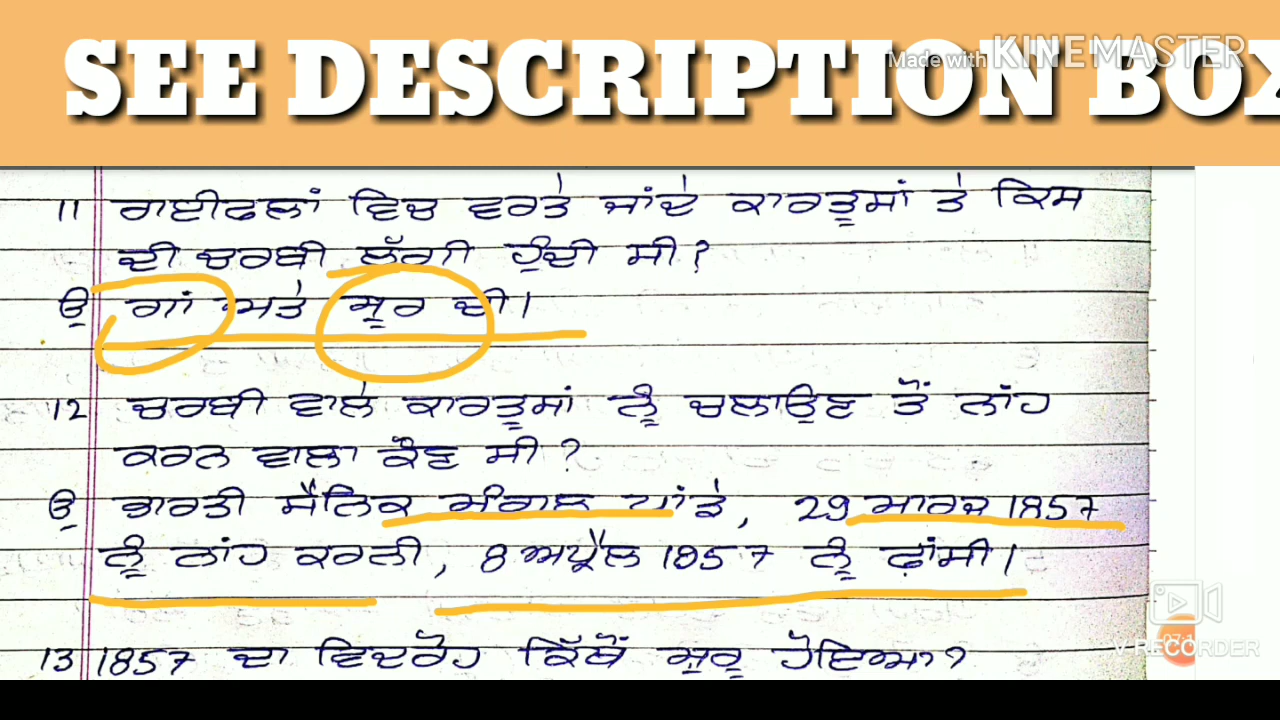 SEE DESCRIPTION BOX
Made with KINEMASTER
11 ਰਾਈਫਲਾਂ ਵਿਚ ਵਰਤੇ ਜਾਂਦੇ ਕਾਰਤੂਸਾਂ ਤੇ ਕਿਸ
ਦੀ ਚਰਬੀ ਲੱਗੀ ਹੁੰਦੀ ਸੀ?
ਉ ਗਾਂ ਅਤੇ ਸੂਰ ਦੀ।
12 ਚਰਬੀ ਵਾਲੇ ਕਾਰਤੂਸਾਂ ਨੂੰ ਚਲਾਉਣ ਤੋਂ ਨਾਂਹ
ਕਰਨ ਵਾਲਾ ਕੌਣ ਸੀ?
ਉ ਭਾਰਤੀ ਸੈਨਿਕ ਮੰਗਲ ਪਾਂਡੇ, 29 ਮਾਰਚ 1857
ਨੂੰ ਨਾਂਹ ਕਰਨੀ, 8 ਅਪ੍ਰੈਲ 1857 ਨੂੰ ਫ਼ਾਂਸੀ।
13 1857 ਦਾ ਵਿਦਰੋਹ ਕਿੱਥੋਂ ਸ਼ੁਰੂ ਹੋਇਆ?
V RECORDER